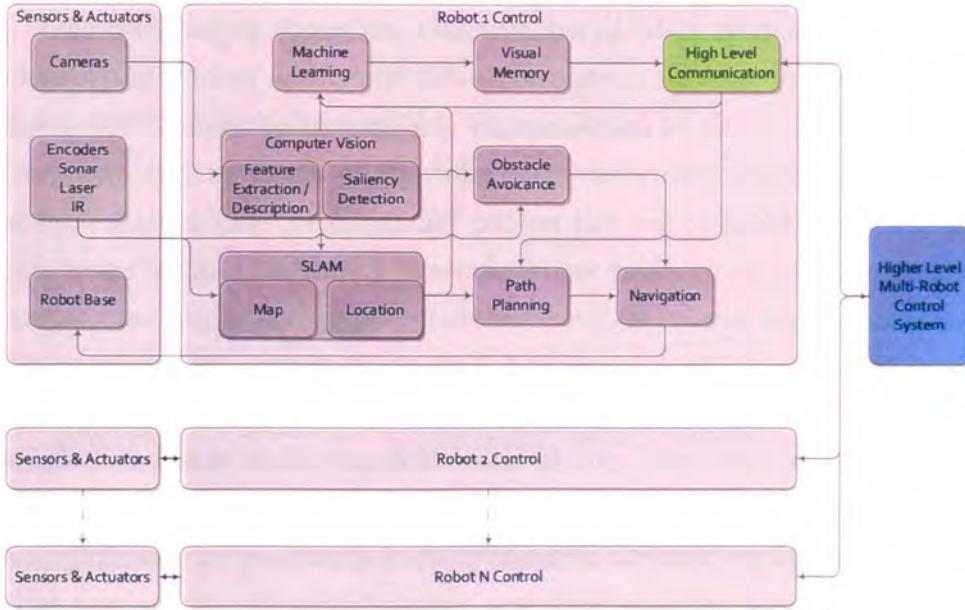 Sensors & Actuators
Robot 1 Control
Cameras
Machine
Learning
Visual
Memory
High Level
Communication
Encoders
Sonar
Laser
IR
Computer Vision
Feature
Extraction /
Description
Saliency
Detection
Obstacle
Avoicance
SLAM
Map
Location
Path
Planning
Navigation
Robot Base
Higher Level
Multi-Robot
Control
System
Sensors & Actuators
Robot 2 Control
Sensors & Actuators
Robot N Control